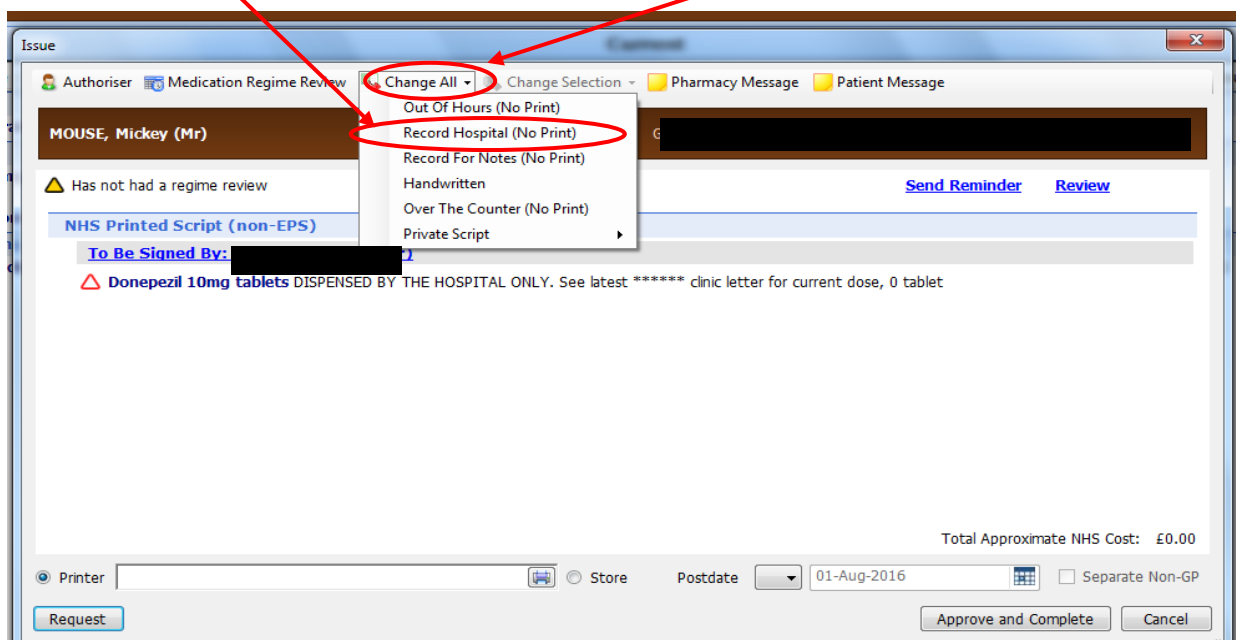 Issue
Current
Authoriser Medication Regime Review Change All Change Selection Pharmacy Message Patient Message
Out Of Hours (No Print)
MOUSE, Mickey (Mr) Record Hospital (No Print) G
Record For Notes (No Print)
Has not had a regime review Handwritten Send Reminder Review
Over The Counter (No Print)
NHS Printed Script (non-EPS) Private Script
To Be Signed By:
Donepezil 10mg tablets DISPENSED BY THE HOSPITAL ONLY. See latest ****** clinic letter for current dose, 0 tablet
Total Approximate NHS Cost: £0.00
Printer Store Postdate 01-Aug-2016 Separate Non-GP
Request Approve and Complete Cancel